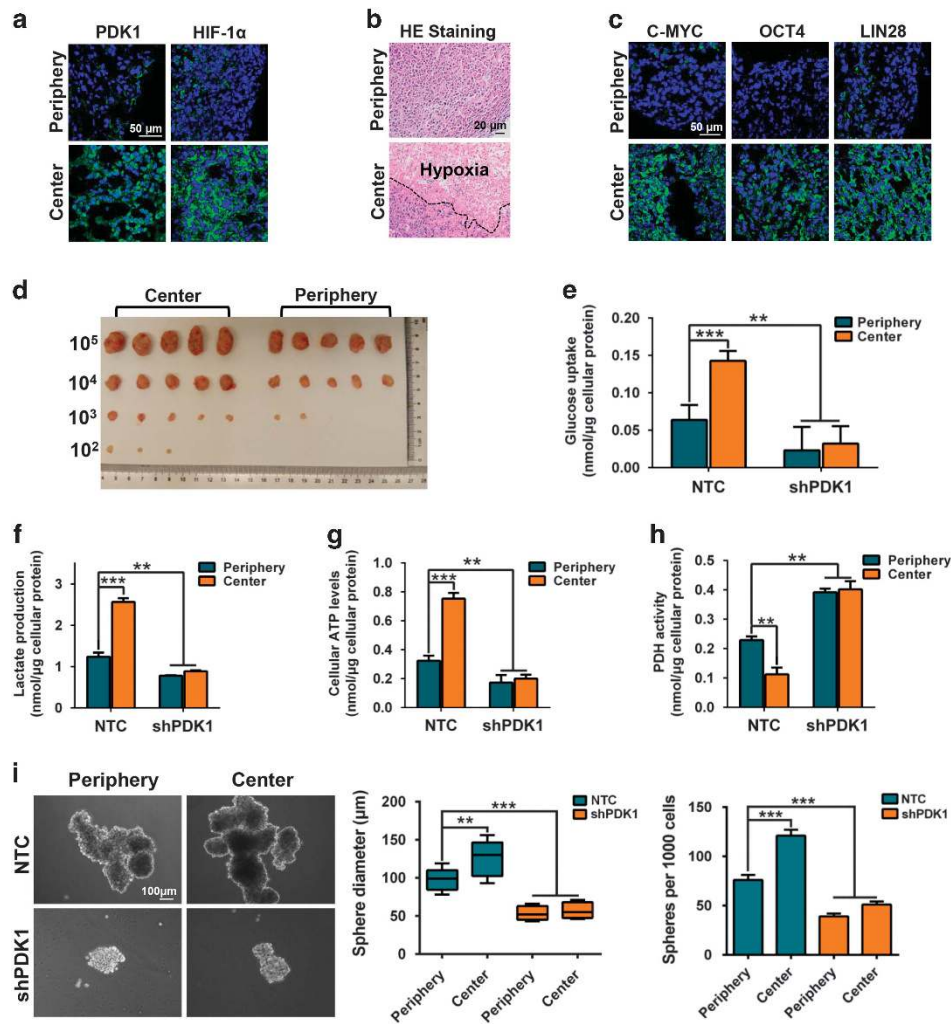 a
PDK1 HIF-1α
Periphery
50 μm
Center
b
HE Staining
Periphery
20 μm
Center
Hypoxia
c
C-MYC OCT4 LIN28
Periphery
50 μm
Center
d
Center Periphery
10⁵
10⁴
10³
10²
e
Glucose uptake
(nmol/μg cellular protein)
0.20
0.15
0.10
0.05
0.00
**
***
Periphery
Center
NTC shPDK1
f
Lactate production
(nmol/μg cellular protein)
3
2
1
0
**
***
Periphery
Center
NTC shPDK1
g
Cellular ATP levels
(nmol/μg cellular protein)
1.0
0.8
0.6
0.4
0.2
0.0
**
***
Periphery
Center
NTC shPDK1
h
PDH activity
(nmol/μg cellular protein)
0.5
0.4
0.3
0.2
0.1
0.0
**
**
Periphery
Center
NTC shPDK1
i
Periphery Center
NTC
100μm
shPDK1
Sphere diameter (μm)
200
150
100
50
0
***
**
NTC
shPDK1
Periphery Center Periphery Center
Spheres per 1000 cells
150
100
50
0
***
***
NTC
shPDK1
Periphery Center Periphery Center